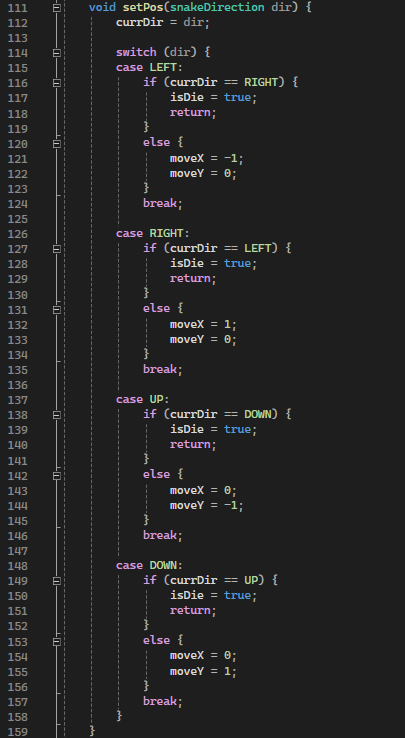 111 void setPos(snakeDirection dir) {
112 currDir = dir;
113
114 switch (dir) {
115 case LEFT:
116 if (currDir == RIGHT) {
117 isDie = true;
118 return;
119 }
120 else {
121 moveX = -1;
122 moveY = 0;
123 }
124 break;
125
126 case RIGHT:
127 if (currDir == LEFT) {
128 isDie = true;
129 return;
130 }
131 else {
132 moveX = 1;
133 moveY = 0;
134 }
135 break;
136
137 case UP:
138 if (currDir == DOWN) {
139 isDie = true;
140 return;
141 }
142 else {
143 moveX = 0;
144 moveY = -1;
145 }
146 break;
147
148 case DOWN:
149 if (currDir == UP) {
150 isDie = true;
151 return;
152 }
153 else {
154 moveX = 0;
155 moveY = 1;
156 }
157 break;
158 }
159 }